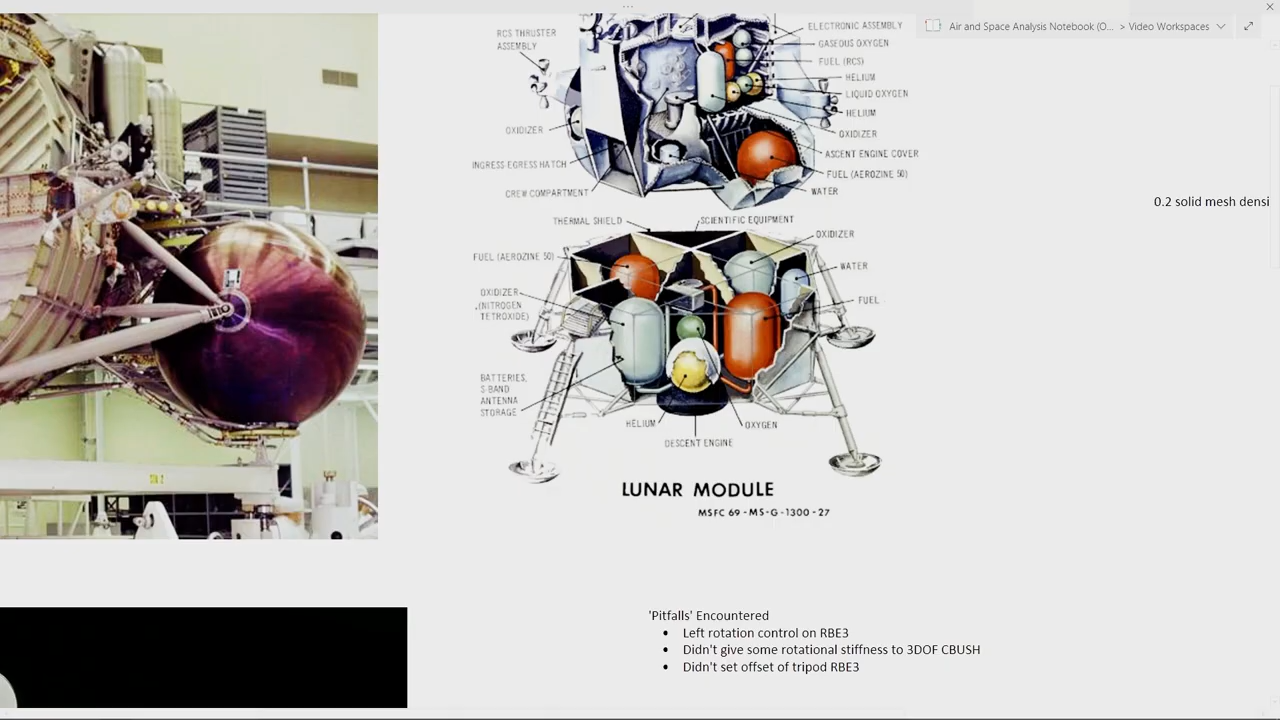 Air and Space Analysis Notebook (O... → Video Workspaces
RCS THRUSTER
ASSEMBLY
OXIDIZER
INGRESS-EGRESS HATCH
CREW COMPARTMENT
ELECTRONIC ASSEMBLY
GASEOUS OXYGEN
FUEL (RCS)
HELIUM
LIQUID OXYGEN
HELIUM
OXIDIZER
ASCENT ENGINE COVER
FUEL (AEROZINE 50)
WATER
0.2 solid mesh densi
THERMAL SHIELD
SCIENTIFIC EQUIPMENT
FUEL (AEROZINE 50)
OXIDIZER
(NITROGEN
TETROXIDE)
BATTERIES,
S-BAND
ANTENNA
STORAGE
OXIDIZER
WATER
FUEL
HELIUM
OXYGEN
DESCENT ENGINE
LUNAR MODULE
MSFC 69-MS-G-1300-27
'Pitfalls' Encountered
• Left rotation control on RBE3
• Didn't give some rotational stiffness to 3DOF CBUSH
• Didn't set offset of tripod RBE3